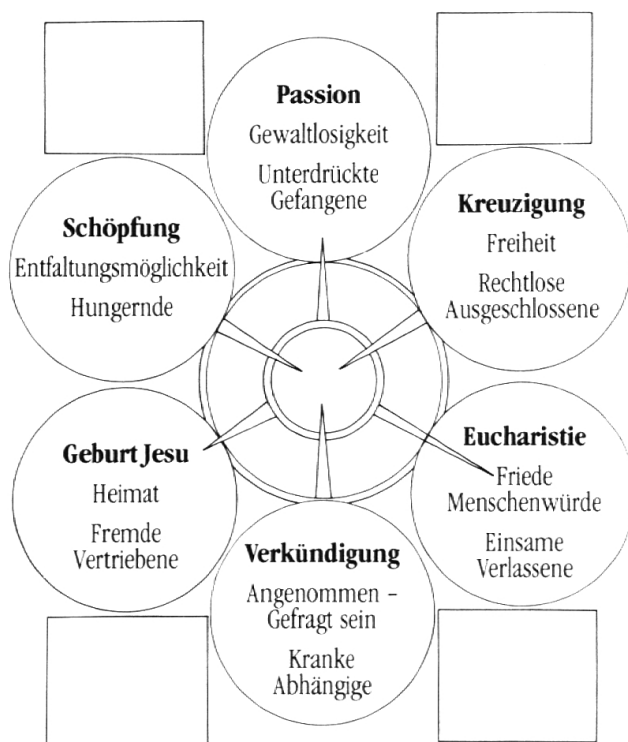 Passion
Gewaltlosigkeit
Unterdrückte
Gefangene
Schöpfung
Entfaltungsmöglichkeit
Hungernde
Kreuzigung
Freiheit
Rechtlose
Ausgeschlossene
Geburt Jesu
Heimat
Fremde
Vertriebene
Eucharistie
Friede
Menschenwürde
Einsame
Verlassene
Verkündigung
Angenommen –
Gefragt sein
Kranke
Abhängige